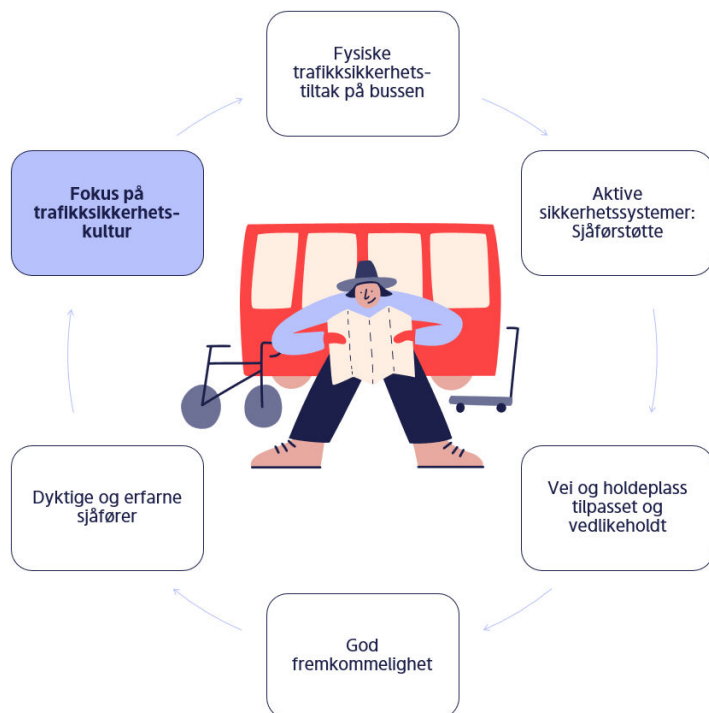 Fysiske
trafikksikkerhets-
tiltak på bussen
Aktive
sikkerhetssystemer:
Sjåførstøtte
Vei og holdeplass
tilpasset og
vedlikeholdt
God
fremkommelighet
Dyktige og erfarne
sjåfører
Fokus på
trafikksikkerhets-
kultur